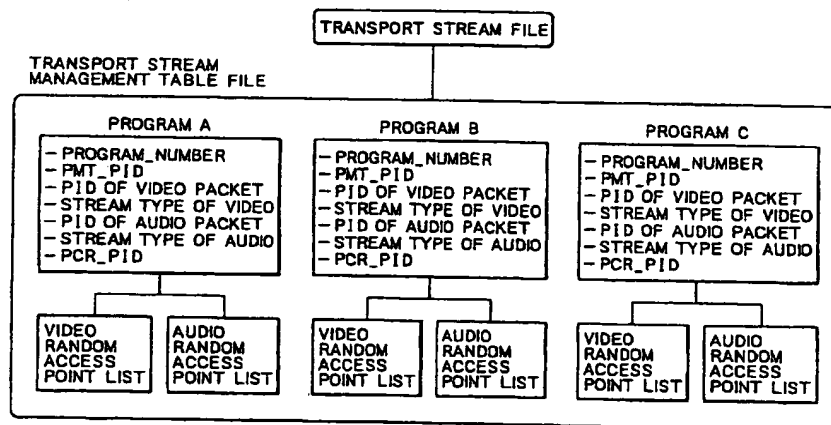 TRANSPORT STREAM FILE
TRANSPORT STREAM
MANAGEMENT TABLE FILE
PROGRAM A
- PROGRAM_NUMBER
- PMT_PID
- PID OF VIDEO PACKET
- STREAM TYPE OF VIDEO
- PID OF AUDIO PACKET
- STREAM TYPE OF AUDIO
- PCR_PID
VIDEO
RANDOM
ACCESS
POINT LIST
AUDIO
RANDOM
ACCESS
POINT LIST
PROGRAM B
- PROGRAM_NUMBER
- PMT_PID
- PID OF VIDEO PACKET
- STREAM TYPE OF VIDEO
- PID OF AUDIO PACKET
- STREAM TYPE OF AUDIO
- PCR_PID
VIDEO
RANDOM
ACCESS
POINT LIST
AUDIO
RANDOM
ACCESS
POINT LIST
PROGRAM C
- PROGRAM_NUMBER
- PMT_PID
- PID OF VIDEO PACKET
- STREAM TYPE OF VIDEO
- PID OF AUDIO PACKET
- STREAM TYPE OF AUDIO
- PCR_PID
VIDEO
RANDOM
ACCESS
POINT LIST
AUDIO
RANDOM
ACCESS
POINT LIST